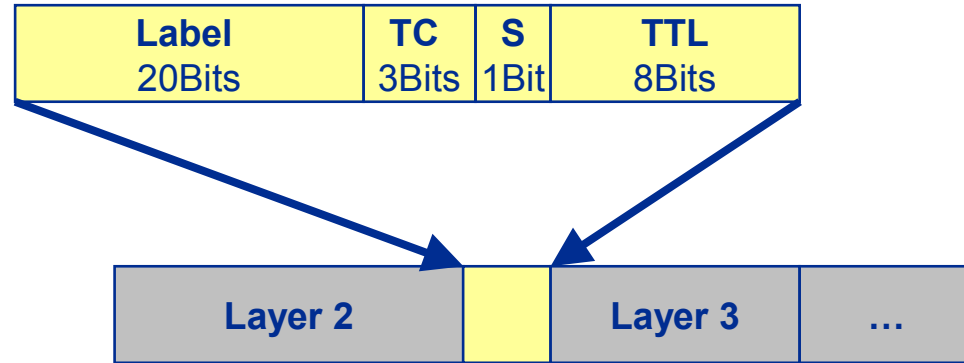 Label TC S TTL
20Bits 3Bits 1Bit 8Bits
Layer 2 Layer 3 ...